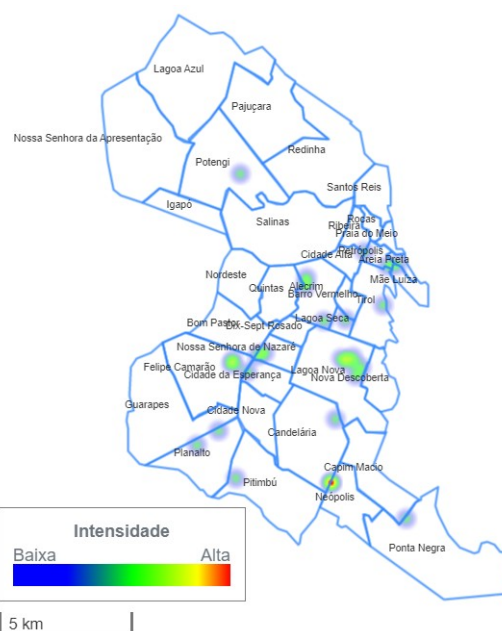 Lagoa Azul
Pajuçara
Nossa Senhora da Apresentação
Redinha
Potengi
Santos Reis
Igapó
Salinas
Rocas
Ribeira
Praia do Meio
Petrópolis
Cidade Alta
Areia Preta
Mãe Luiza
Nordeste
Quintas
Alecrim
Barro Vermelho
Tirol
Lagoa Seca
Bom Pastor
Dix-Sept Rosado
Nossa Senhora de Nazaré
Felipe Camarão
Cidade da Esperança
Lagoa Nova
Nova Descoberta
Guarapes
Cidade Nova
Candelária
Planalto
Capim Macio
Pitimbú
Neópolis
Ponta Negra
Intensidade
Baixa Alta
5 km